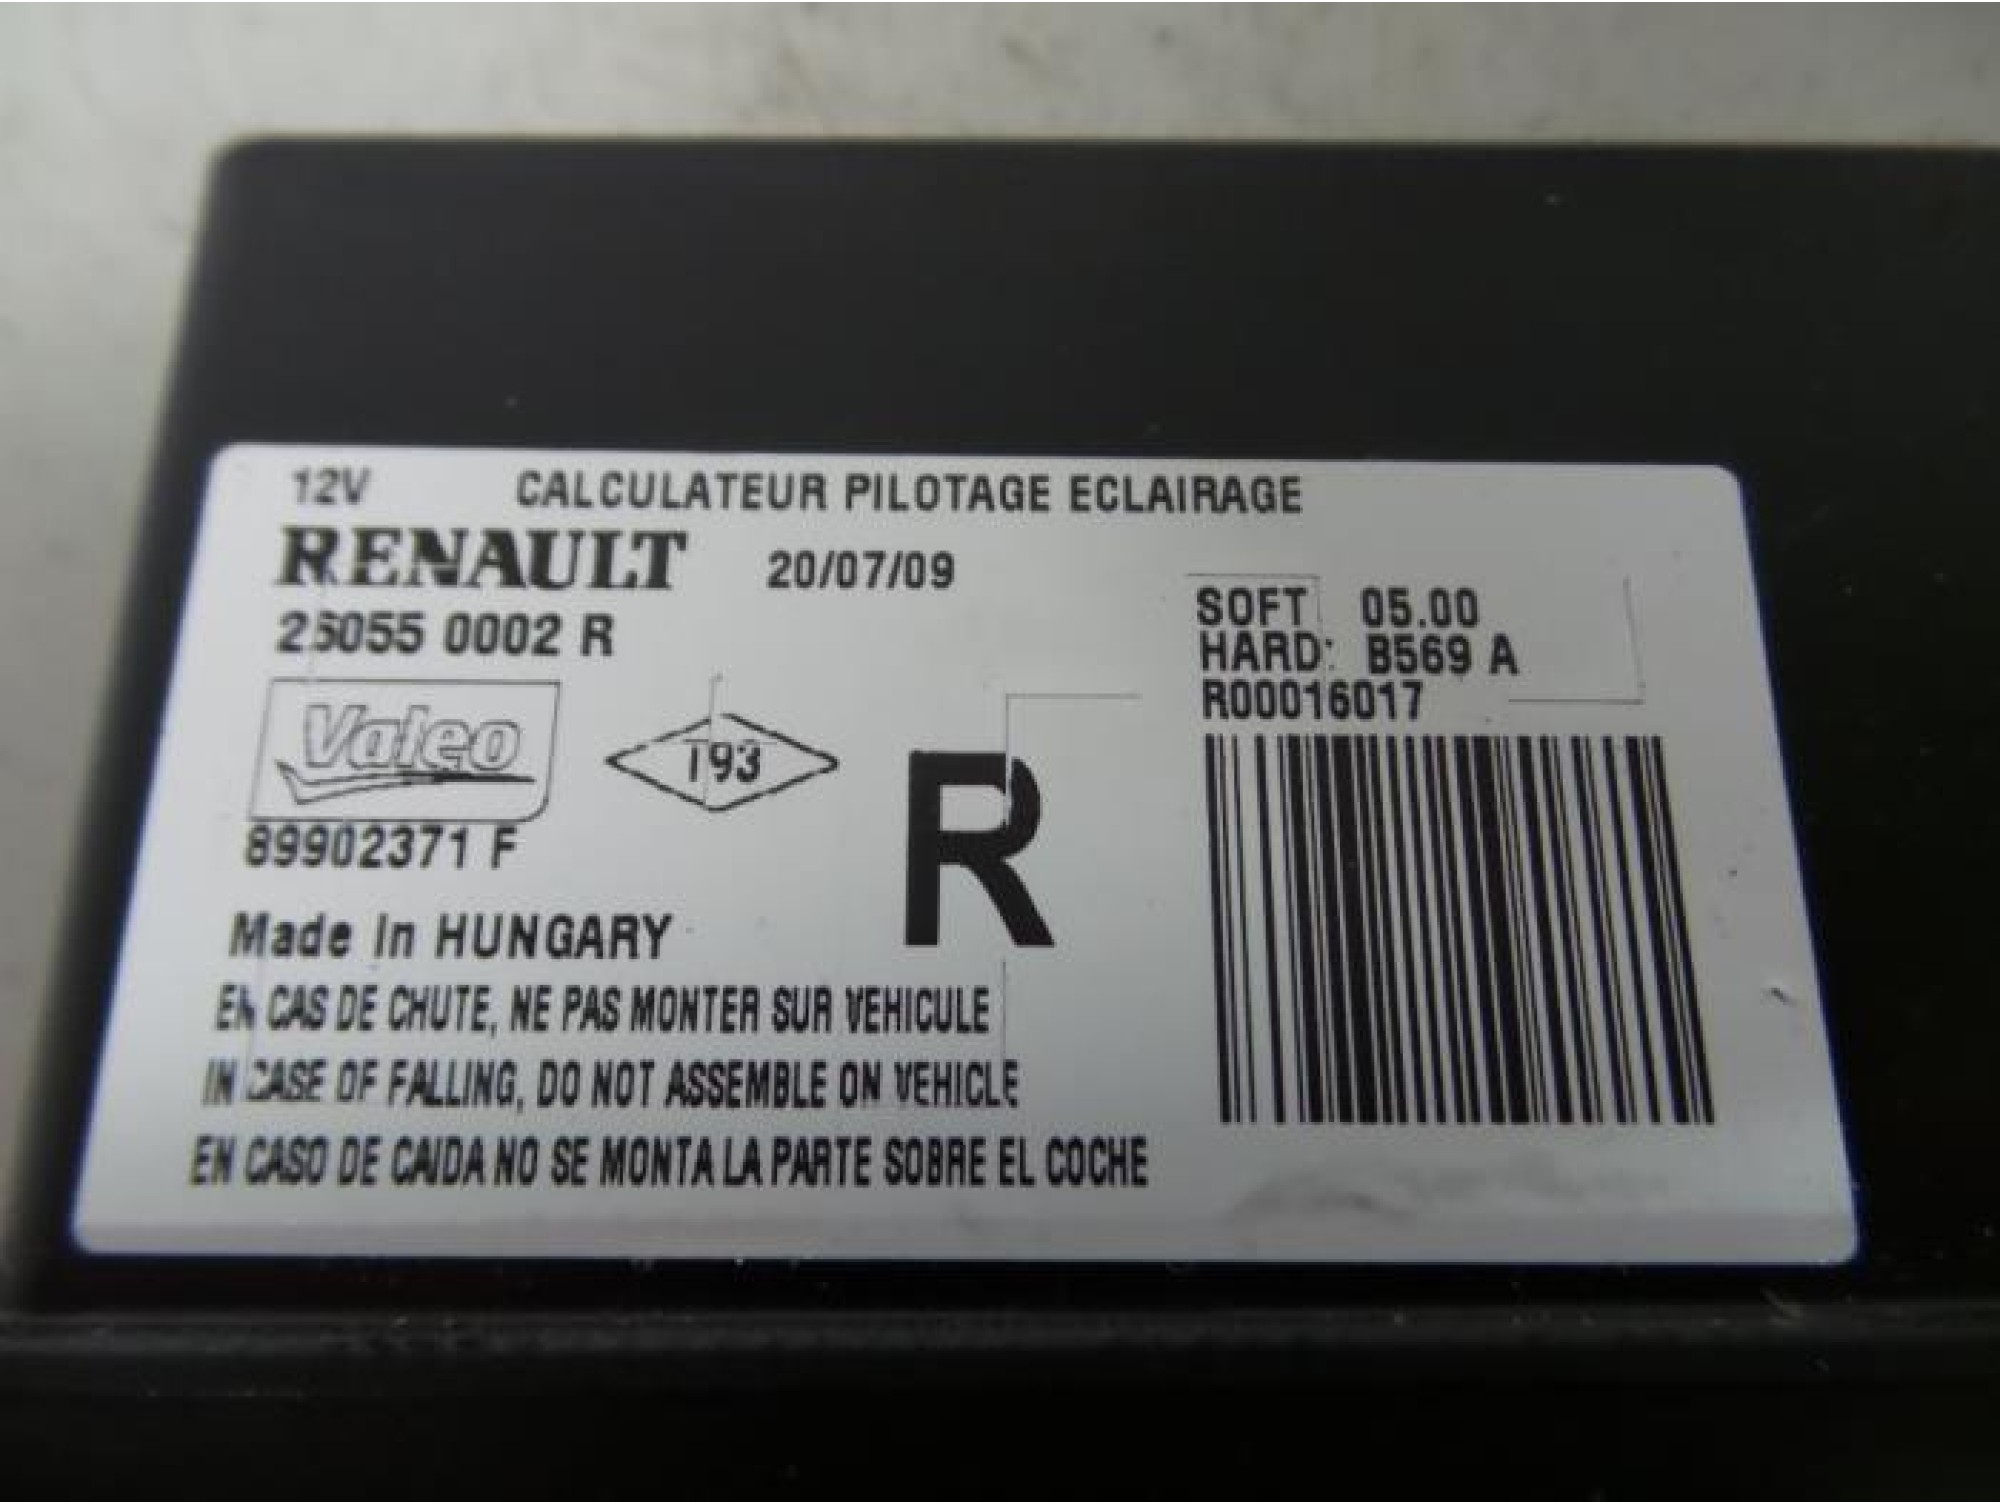 12V CALCULATEUR PILOTAGE ECLAIRAGE
RENAULT 20/07/09
26055 0002 R
SOFT 05.00
HARD: B569 A
R00016017
Valeo
193
R
89902371 F
Made In HUNGARY
EN CAS DE CHUTE, NE PAS MONTER SUR VEHICULE
IN CASE OF FALLING, DO NOT ASSEMBLE ON VEHICLE
EN CASO DE CAIDA NO SE MONTA LA PARTE SOBRE EL COCHE